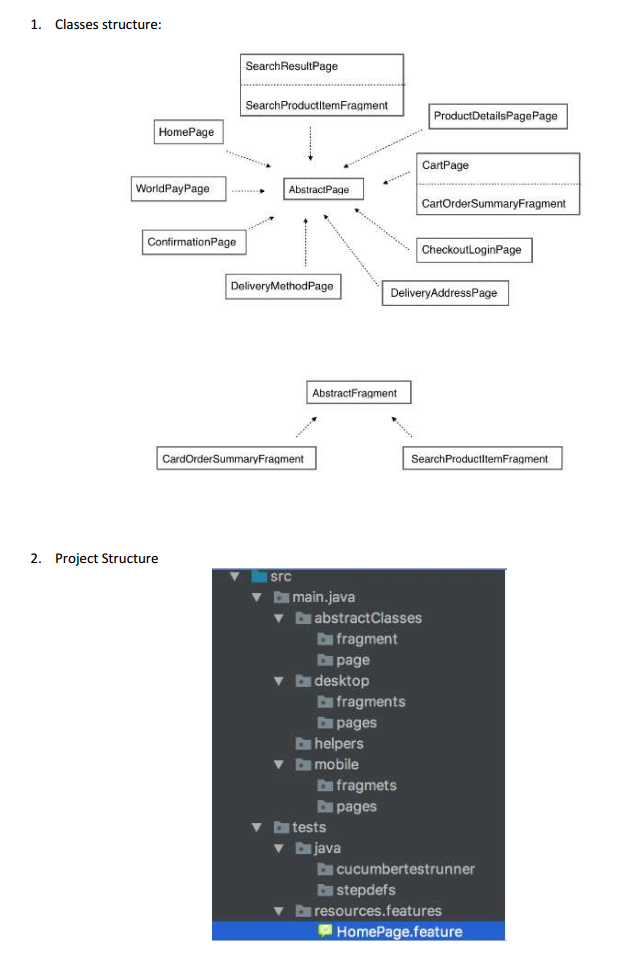 1. Classes structure:
SearchResultPage
SearchProductItemFragment
ProductDetailsPagePage
HomePage
CartPage
WorldPayPage
AbstractPage
CartOrderSummaryFragment
ConfirmationPage
CheckoutLoginPage
DeliveryMethodPage
DeliveryAddressPage
AbstractFragment
CardOrderSummaryFragment
SearchProductItemFragment
2. Project Structure
src
main.java
abstractClasses
fragment
page
desktop
fragments
pages
helpers
mobile
fragmets
pages
tests
java
cucumbertestrunner
stepdefs
resources.features
HomePage.feature